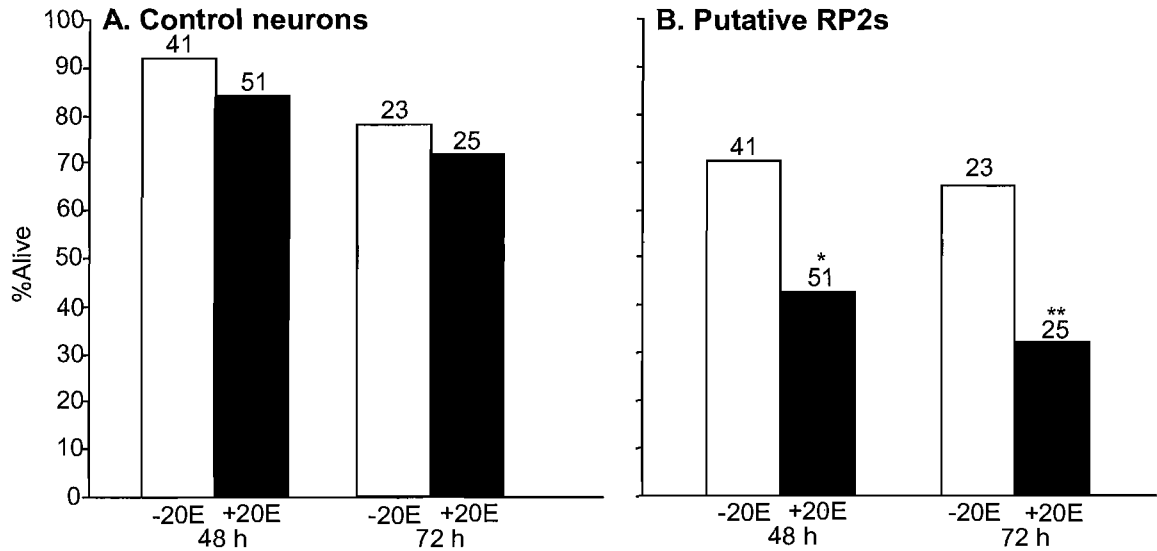 A. Control neurons
B. Putative RP2s
%Alive
100
90
80
70
60
50
40
30
20
10
0
41
51
23
25
-20E +20E
48 h
-20E +20E
72 h
41
*
51
23
**
25
-20E +20E
48 h
-20E +20E
72 h